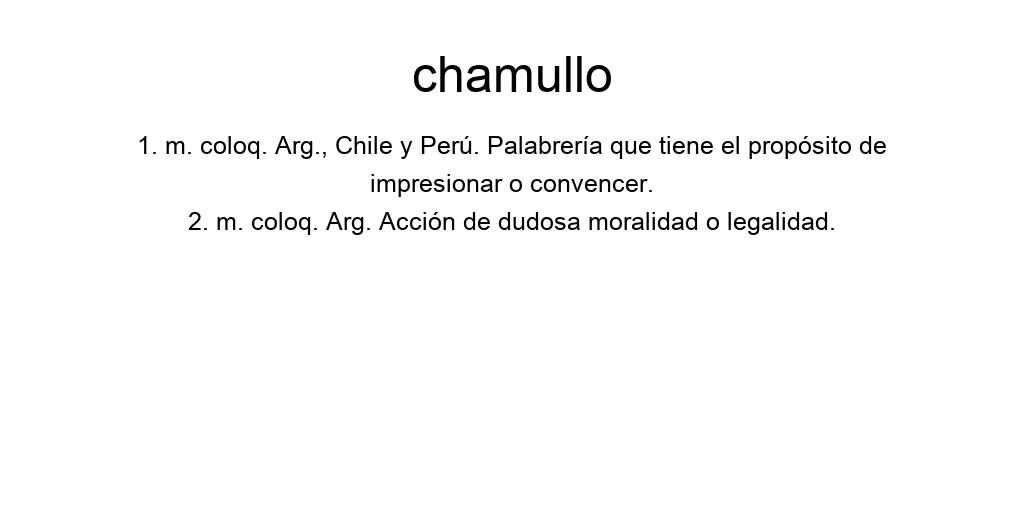 chamullo
1. m. coloq. Arg., Chile y Perú. Palabrería que tiene el propósito de
impresionar o convencer.
2. m. coloq. Arg. Acción de dudosa moralidad o legalidad.